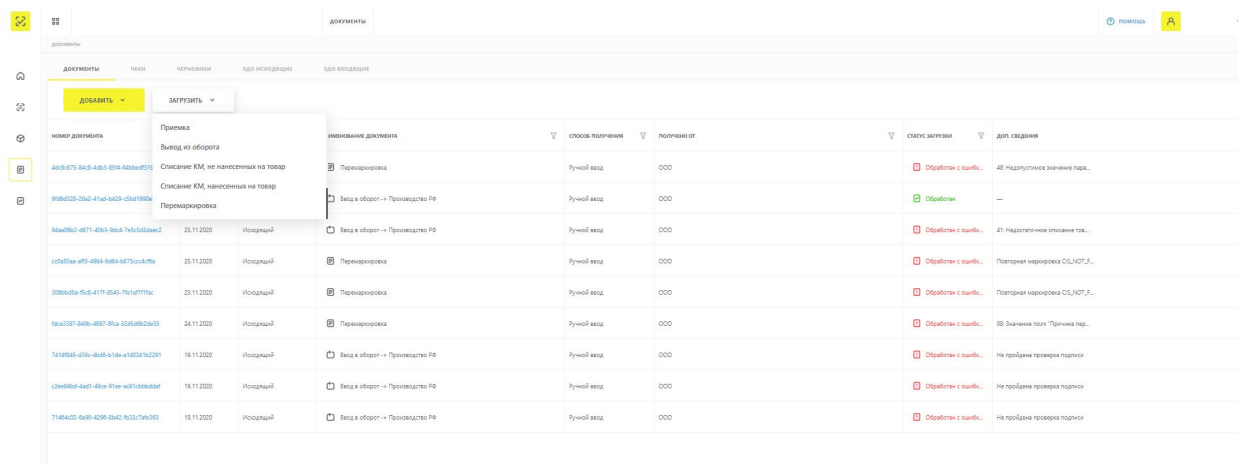 ДОКУМЕНТЫ ПОМОЩЬ
ДОКУМЕНТЫ
ДОКУМЕНТЫ ЧЕКИ ЧЕРНОВИКИ ЭДО ИСХОДЯЩИЕ ЭДО ВХОДЯЩИЕ
ДОБАВИТЬ ЗАГРУЗИТЬ
Приемка
НОМЕР ДОКУМЕНТА ИМЕНОВАНИЕ ДОКУМЕНТА СПОСОБ ПОЛУЧЕНИЯ ПОЛУЧЕНО ОТ СТАТУС ЗАГРУЗКИ ДОП. СВЕДЕНИЯ
Вывод из оборота
Списание КМ, не нанесенных на товар
Перемаркировка Ручной ввод ООО Обработан с ошибк... 48: Недопустимое значение пара...
Списание КМ, нанесенных на товар
Ввод в оборот -> Производство РФ Ручной ввод ООО Обработан —
Перемаркировка
25.11.2020 Исходящий Ввод в оборот -> Производство РФ Ручной ввод ООО Обработан с ошибк... 41: Недостаточное описание тов...
25.11.2020 Исходящий Перемаркировка Ручной ввод ООО Обработан с ошибк... Повторная маркировка CIS_NOT_F...
25.11.2020 Исходящий Перемаркировка Ручной ввод ООО Обработан с ошибк... Повторная маркировка CIS_NOT_F...
24.11.2020 Исходящий Перемаркировка Ручной ввод ООО Обработан с ошибк... 08: Значение поля "Причина пер...
19.11.2020 Исходящий Ввод в оборот -> Производство РФ Ручной ввод ООО Обработан с ошибк... Не пройдена проверка подписи
19.11.2020 Исходящий Ввод в оборот -> Производство РФ Ручной ввод ООО Обработан с ошибк... Не пройдена проверка подписи
19.11.2020 Исходящий Ввод в оборот -> Производство РФ Ручной ввод ООО Обработан с ошибк... Не пройдена проверка подписи